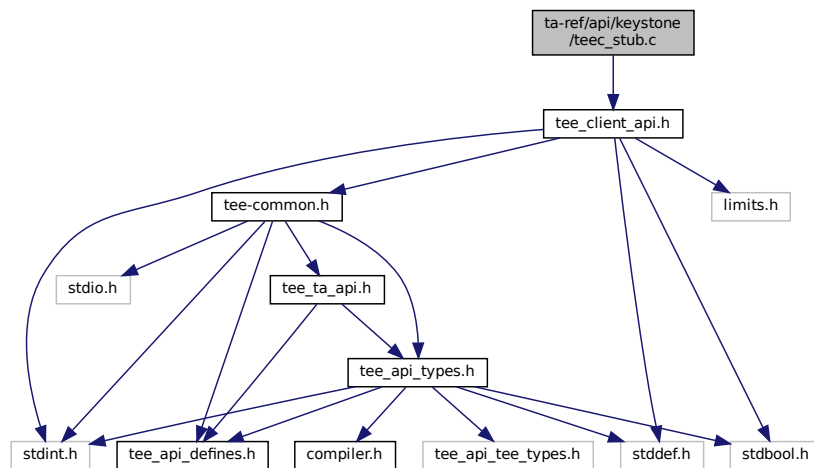 ta-ref/api/keystone
/teec_stub.c
tee_client_api.h
tee-common.h
limits.h
stdio.h
tee_ta_api.h
tee_api_types.h
stdint.h
tee_api_defines.h
compiler.h
tee_api_tee_types.h
stddef.h
stdbool.h